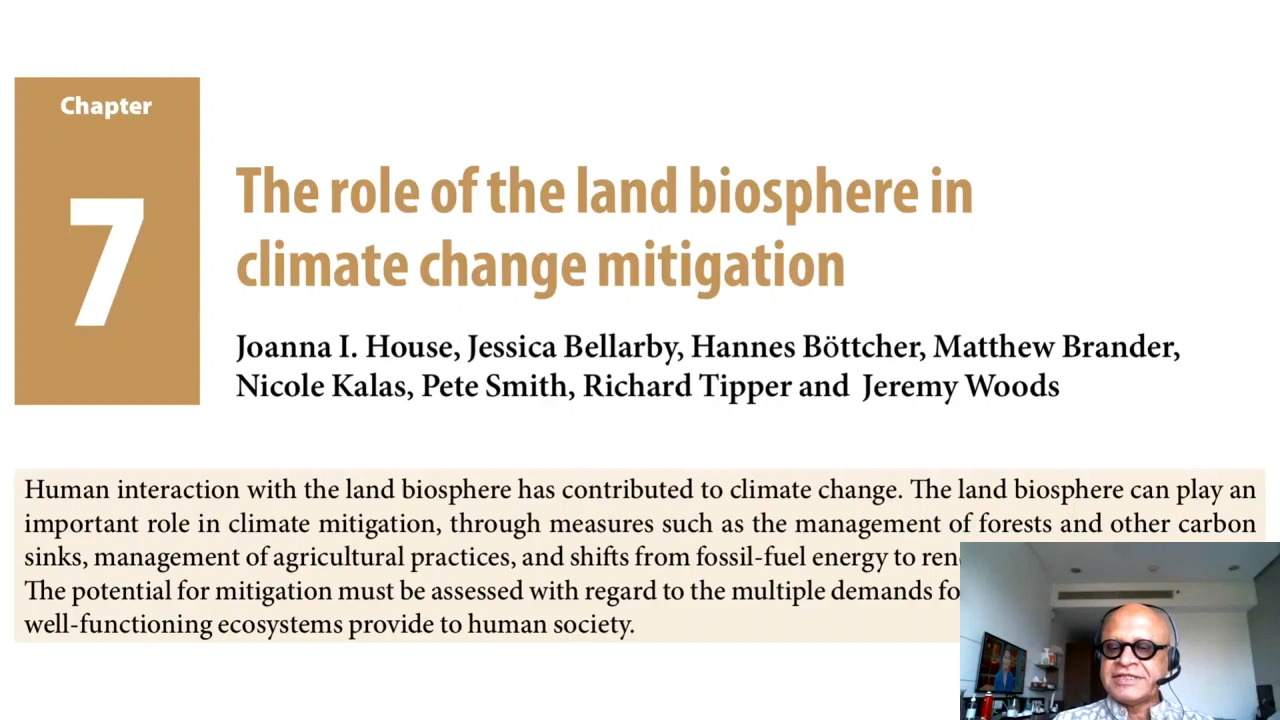 Chapter
7
The role of the land biosphere in
climate change mitigation
Joanna I. House, Jessica Bellarby, Hannes Böttcher, Matthew Brander,
Nicole Kalas, Pete Smith, Richard Tipper and Jeremy Woods
Human interaction with the land biosphere has contributed to climate change. The land biosphere can play an
important role in climate mitigation, through measures such as the management of forests and other carbon
sinks, management of agricultural practices, and shifts from fossil-fuel energy to
The potential for mitigation must be assessed with regard to the multiple demands
well-functioning ecosystems provide to human society.